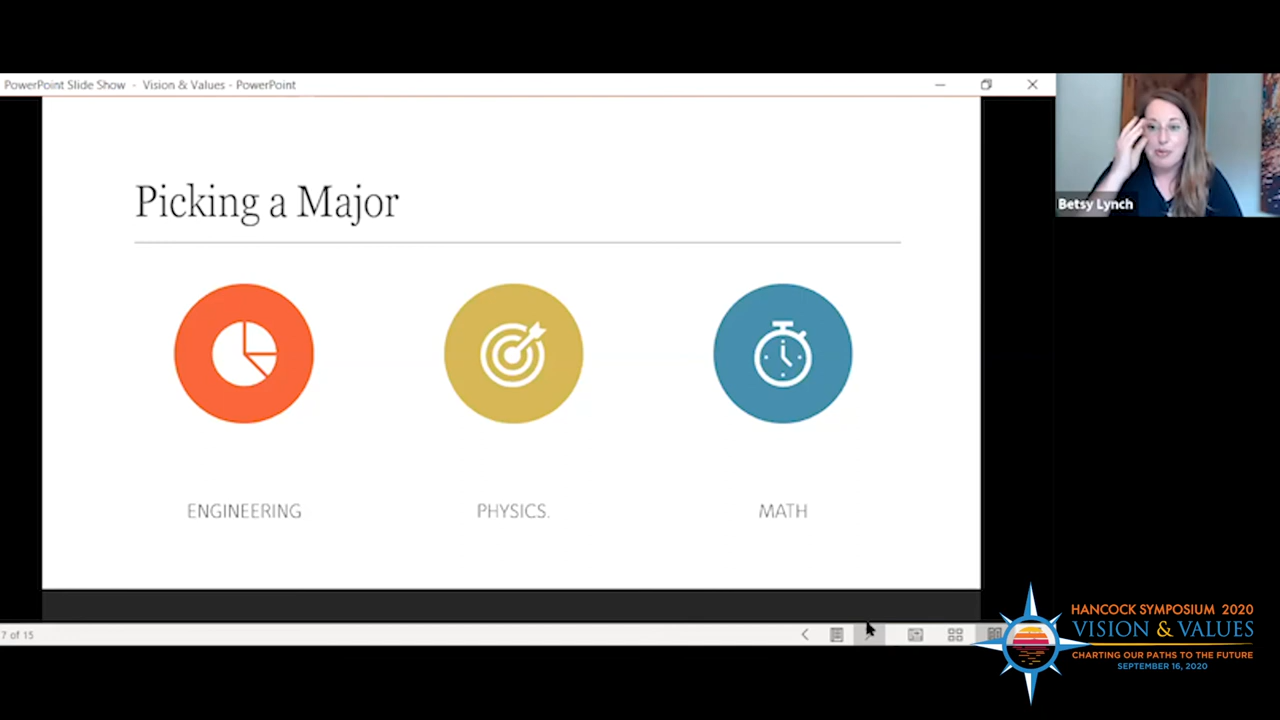 PowerPoint Slide Show - Vision & Values - PowerPoint
Betsy Lynch
Picking a Major
ENGINEERING
PHYSICS.
MATH
7 of 15
HANCOCK SYMPOSIUM 2020
VISION & VALUES
CHARTING OUR PATHS TO THE FUTURE
SEPTEMBER 16, 2020